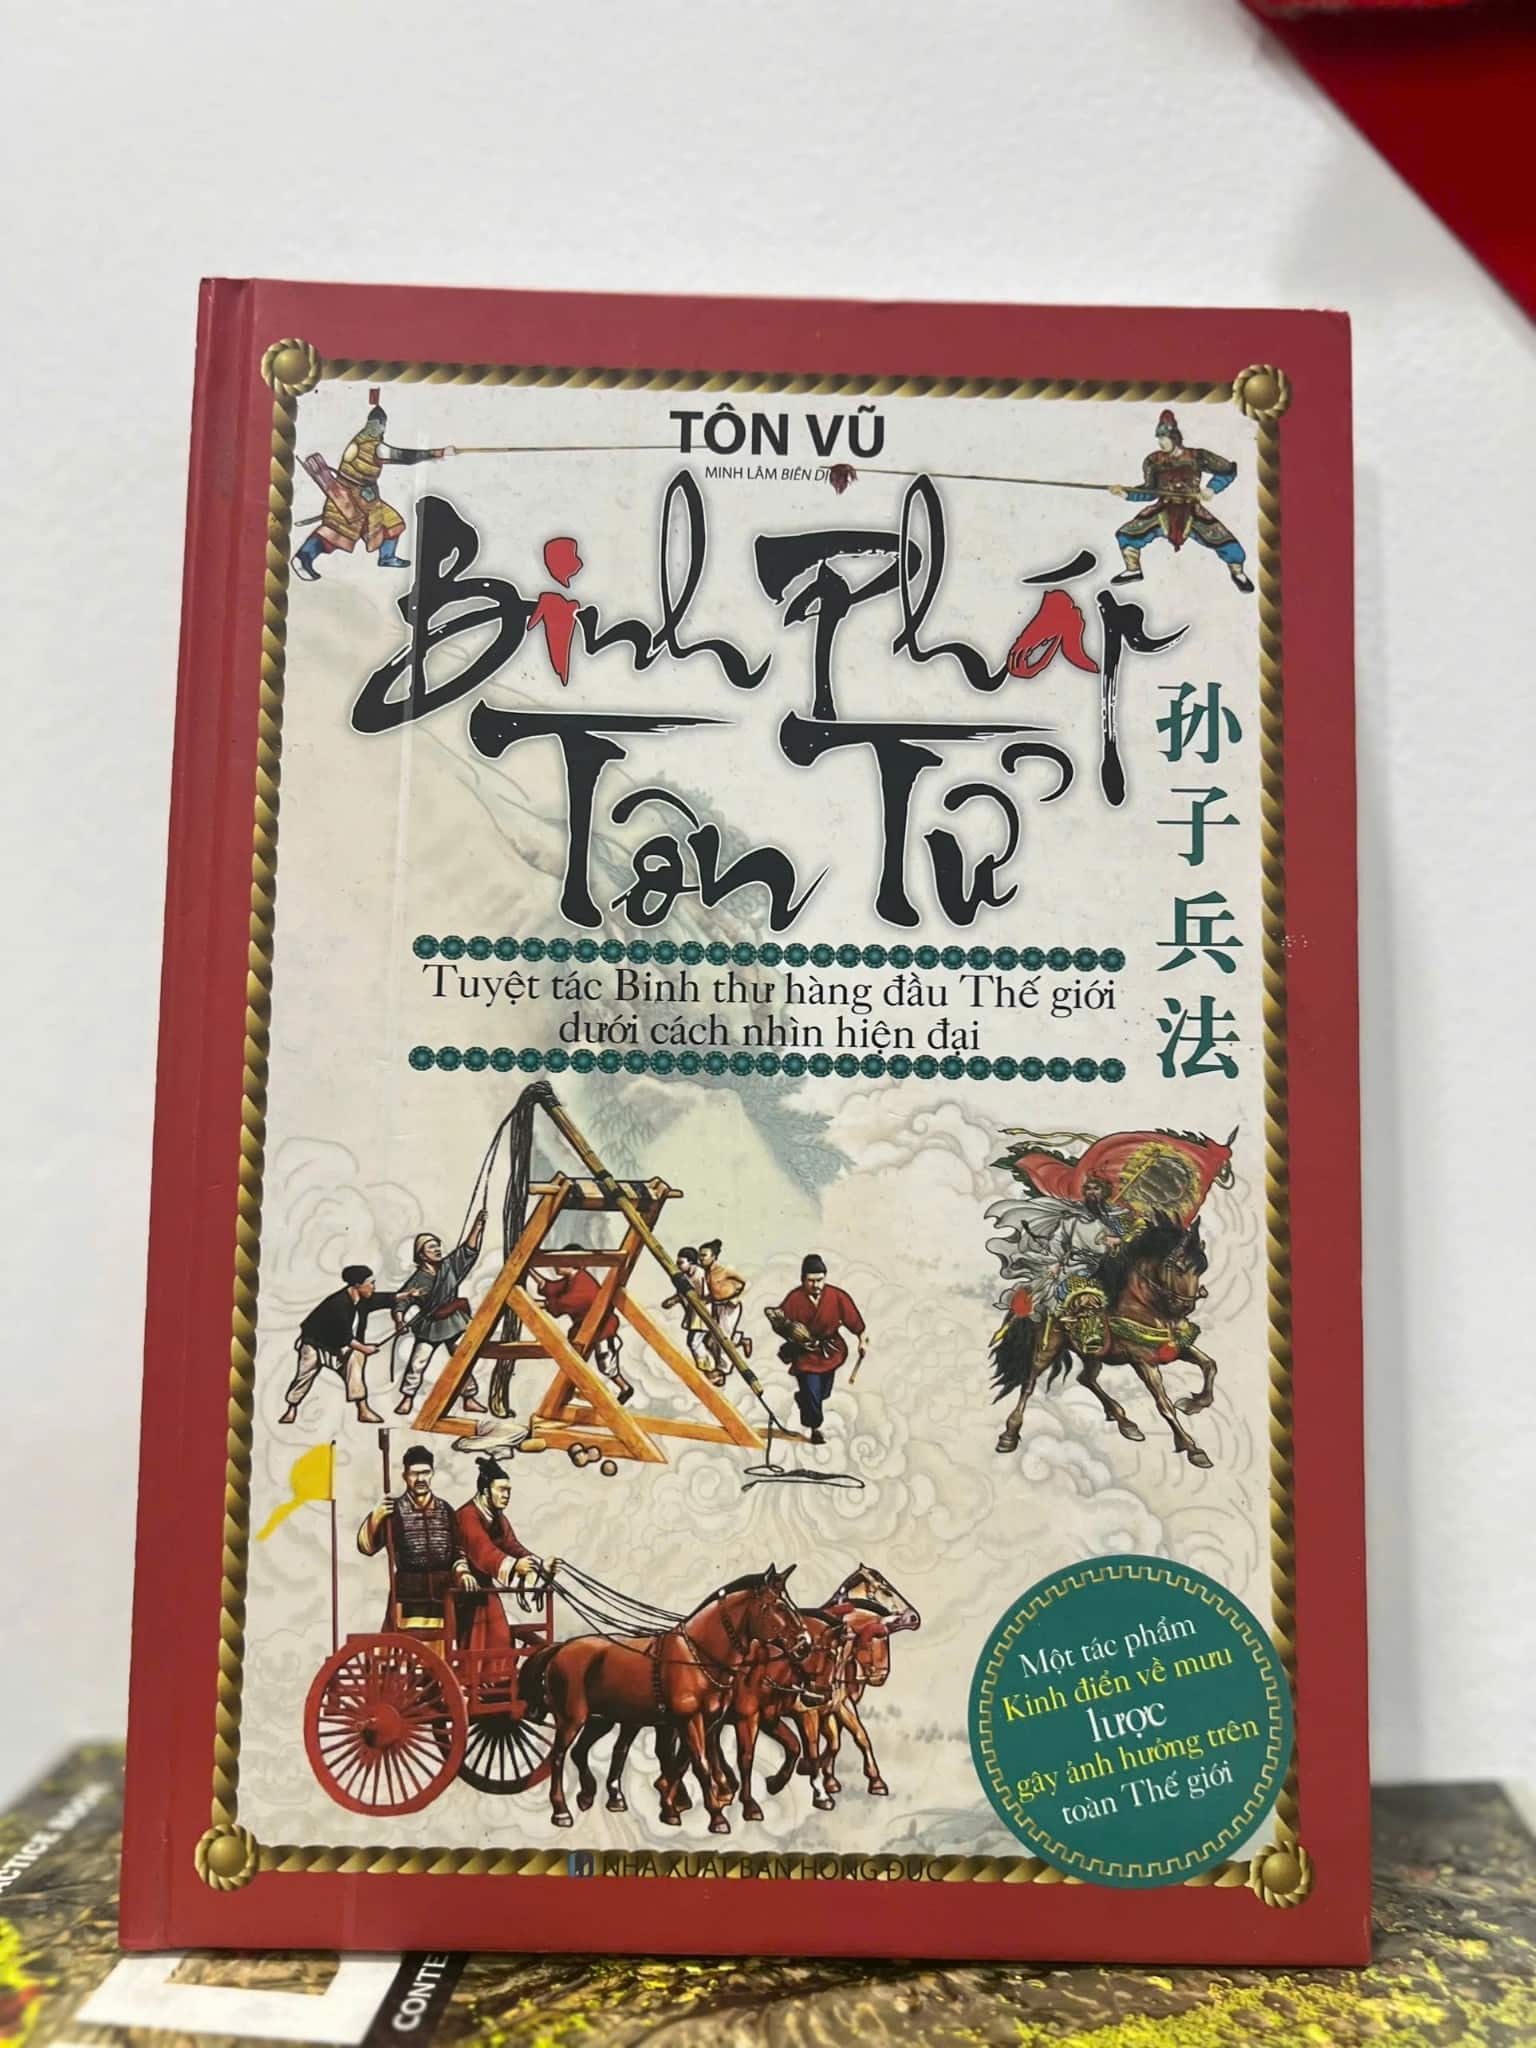 TÔN VŨ
MINH LÂM BIÊN DỊCH
Binh Pháp
Tôn Tử
孙子兵法
Tuyệt tác Binh thư hàng đầu Thế giới
dưới cách nhìn hiện đại
Một tác phẩm
Kinh điển về mưu
lược
gây ảnh hưởng trên
toàn Thế giới
NHÀ XUẤT BẢN HỒNG ĐỨC
CONTE